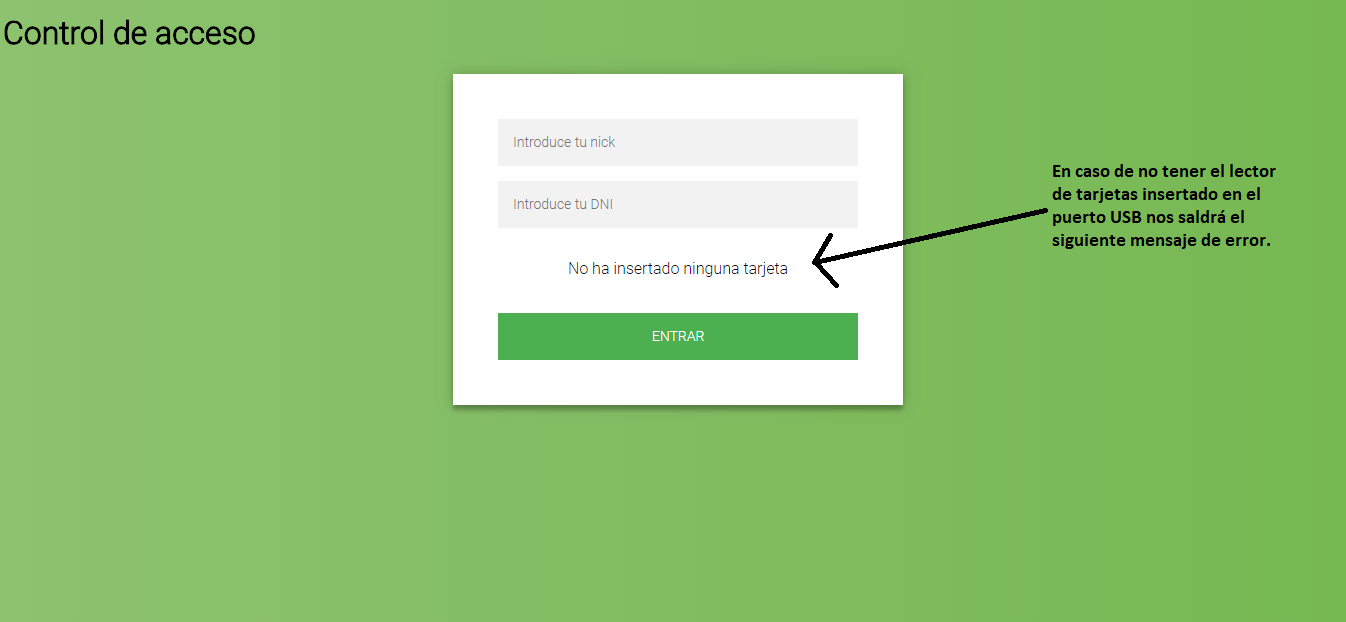 Control de acceso
Introduce tu nick
Introduce tu DNI
No ha insertado ninguna tarjeta
ENTRAR
En caso de no tener el lector
de tarjetas insertado en el
puerto USB nos saldrá el
siguiente mensaje de error.